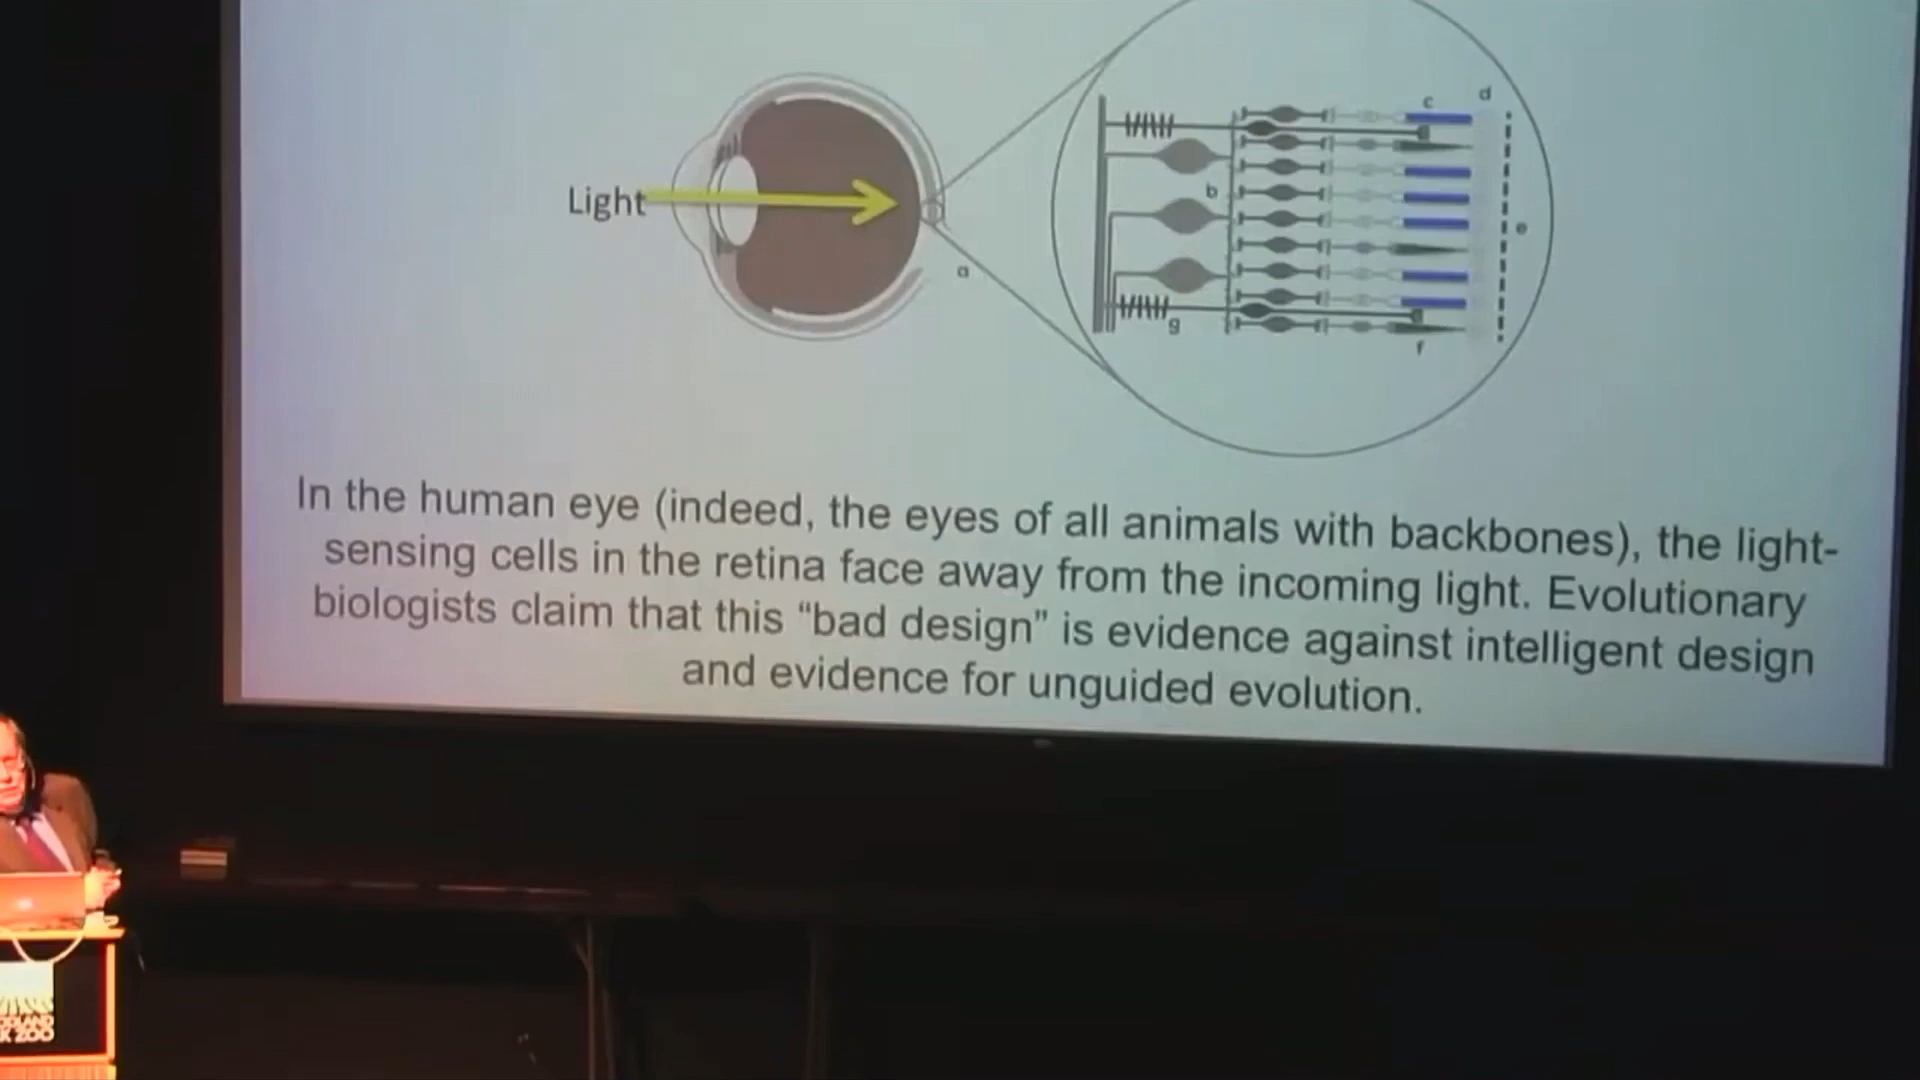 c
d
Light
b
e
a
g
f
In the human eye (indeed, the eyes of all animals with backbones), the light-
sensing cells in the retina face away from the incoming light. Evolutionary
biologists claim that this “bad design” is evidence against intelligent design
and evidence for unguided evolution.
ZOO